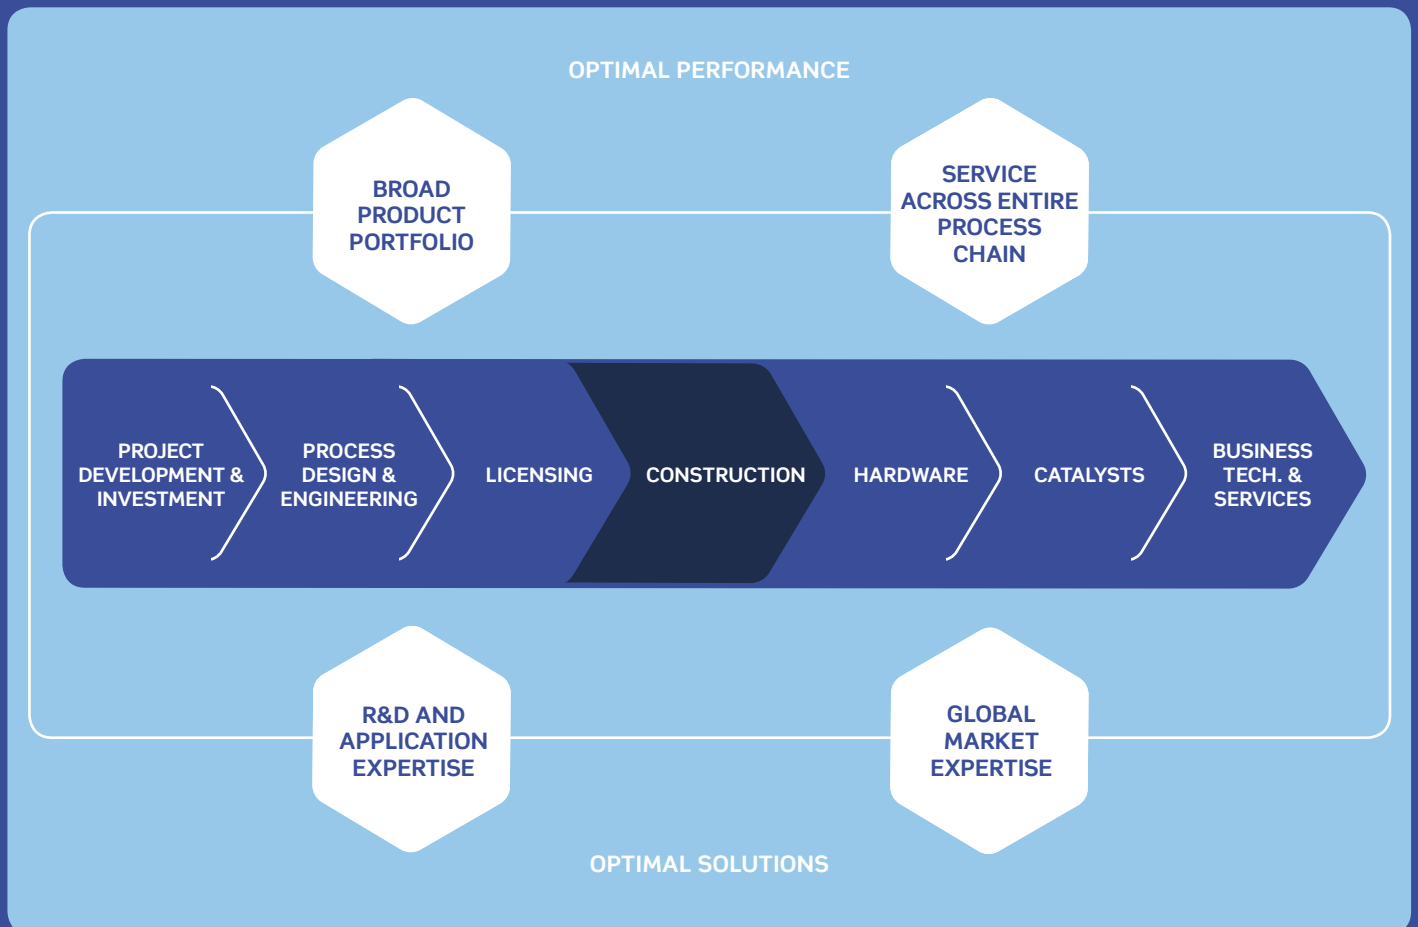 OPTIMAL PERFORMANCE
BROAD
PRODUCT
PORTFOLIO
SERVICE
ACROSS ENTIRE
PROCESS
CHAIN
PROJECT
DEVELOPMENT &
INVESTMENT
PROCESS
DESIGN &
ENGINEERING
LICENSING
CONSTRUCTION
HARDWARE
CATALYSTS
BUSINESS
TECH. &
SERVICES
R&D AND
APPLICATION
EXPERTISE
GLOBAL
MARKET
EXPERTISE
OPTIMAL SOLUTIONS